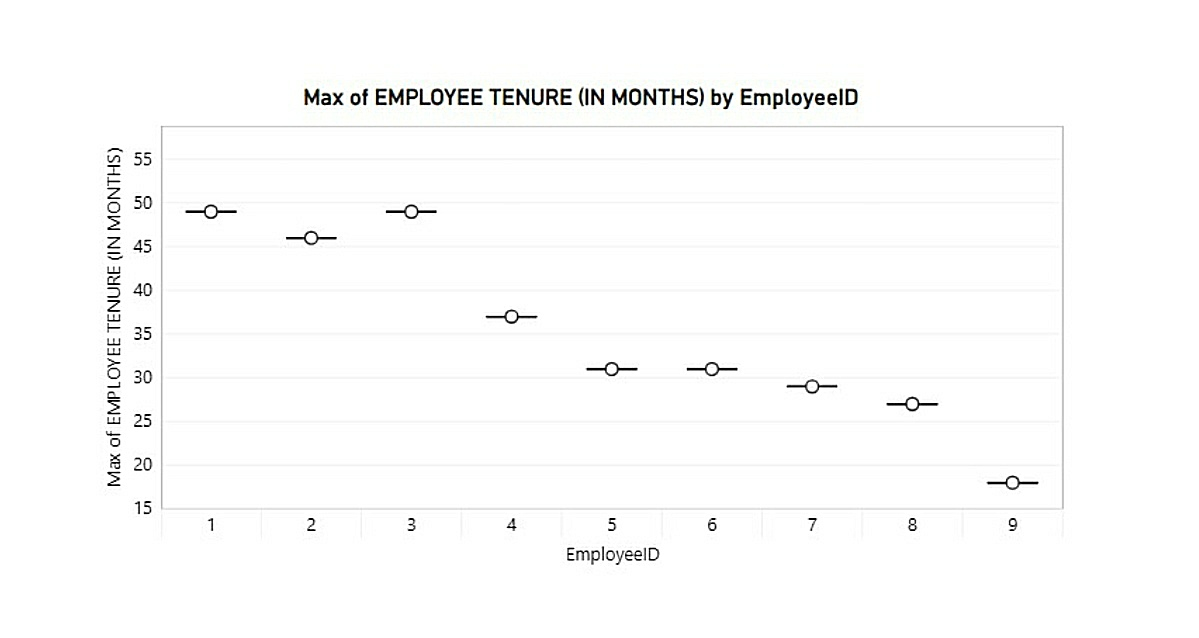 Max of EMPLOYEE TENURE (IN MONTHS) by EmployeeID
Max of EMPLOYEE TENURE (IN MONTHS)
55
50
45
40
35
30
25
20
15
1 2 3 4 5 6 7 8 9
EmployeeID